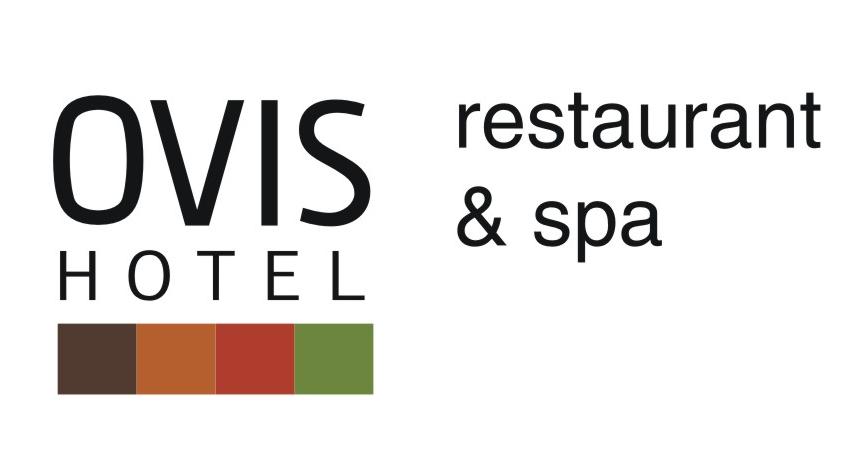 OVIS
HOTEL
restaurant
& spa